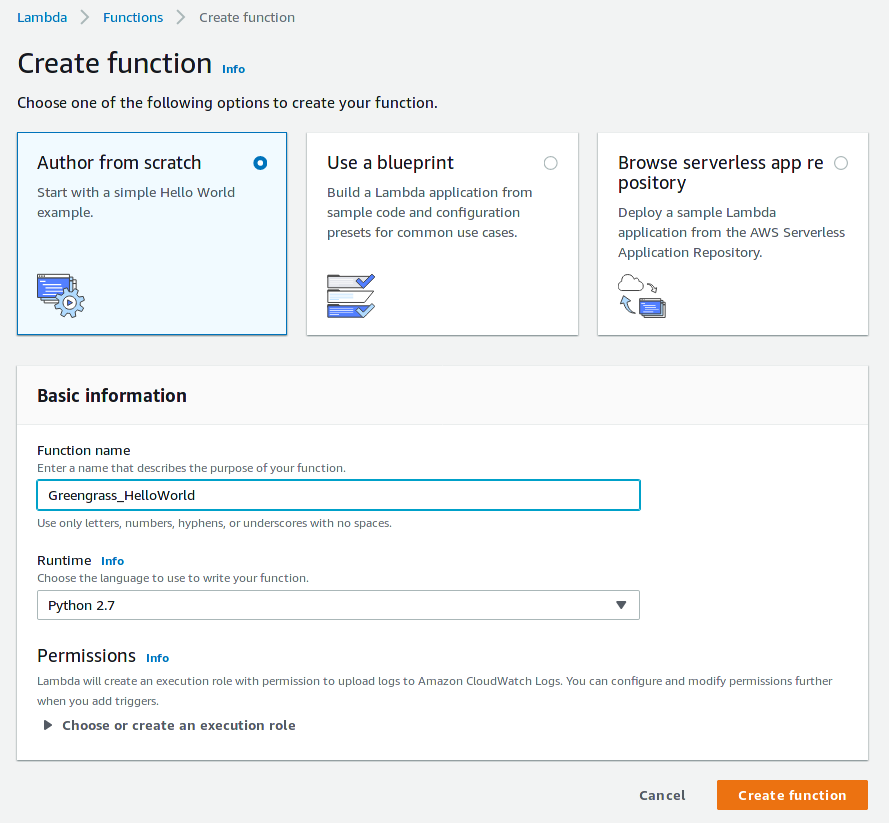 Lambda > Functions > Create function
Create function Info
Choose one of the following options to create your function.
Author from scratch
Start with a simple Hello World
example.
Use a blueprint
Build a Lambda application from
sample code and configuration
presets for common use cases.
Browse serverless app re
pository
Deploy a sample Lambda
application from the AWS Serverless
Application Repository.
Basic information
Function name
Enter a name that describes the purpose of your function.
Greengrass_HelloWorld
Use only letters, numbers, hyphens, or underscores with no spaces.
Runtime Info
Choose the language to use to write your function.
Python 2.7
Permissions Info
Lambda will create an execution role with permission to upload logs to Amazon CloudWatch Logs. You can configure and modify permissions further
when you add triggers.
Choose or create an execution role
Cancel Create function